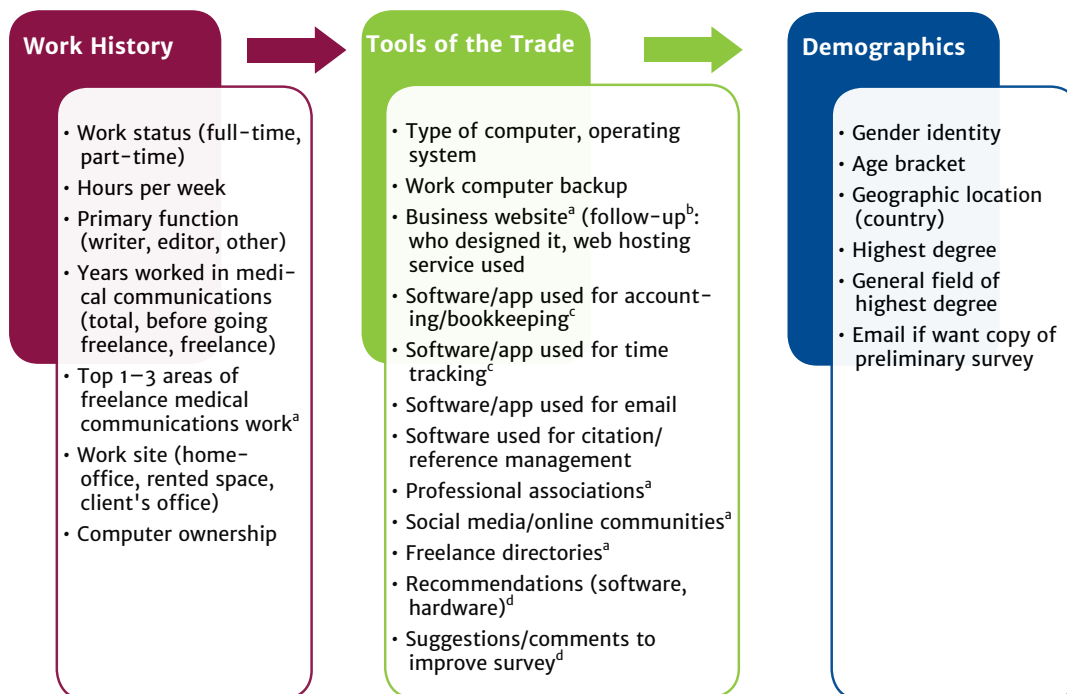 Work History
• Work status (full-time,
part-time)
• Hours per week
• Primary function
(writer, editor, other)
• Years worked in medi-
cal communications
(total, before going
freelance, freelance)
• Top 1–3 areas of
freelance medical
communications workᵃ
• Work site (home-
office, rented space,
client's office)
• Computer ownership
Tools of the Trade
• Type of computer, operating
system
• Work computer backup
• Business websiteᵃ (follow-upᵇ:
who designed it, web hosting
service used
• Software/app used for account-
ing/bookkeepingᶜ
• Software/app used for time
trackingᶜ
• Software/app used for email
• Software used for citation/
reference management
• Professional associationsᵃ
• Social media/online communitiesᵃ
• Freelance directoriesᵃ
• Recommendations (software,
hardware)ᵈ
• Suggestions/comments to
improve surveyᵈ
Demographics
• Gender identity
• Age bracket
• Geographic location
(country)
• Highest degree
• General field of
highest degree
• Email if want copy of
preliminary survey